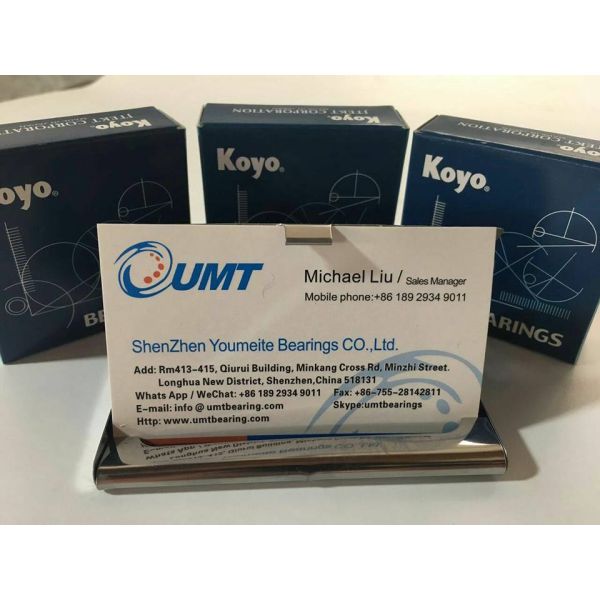 JTEKT CORPORATION
JTEKT CORPORATION
JTEKT CORPORATION
Koyo®
Koyo®
Koyo®
BE
ARINGS
UMT
Michael Liu / Sales Manager
Mobile phone:+86 189 2934 9011
ShenZhen Youmeite Bearings CO.,Ltd.
Add: Rm413-415, Qiurui Building, Minkang Cross Rd, Minzhi Street.
Longhua New District, Shenzhen,China 518131
Whats App / WeChat: +86 189 2934 9011 Fax: +86-755-28142811
E-mail: info @ umtbearing.com Skype:umtbearings
Http: www.umtbearing.com